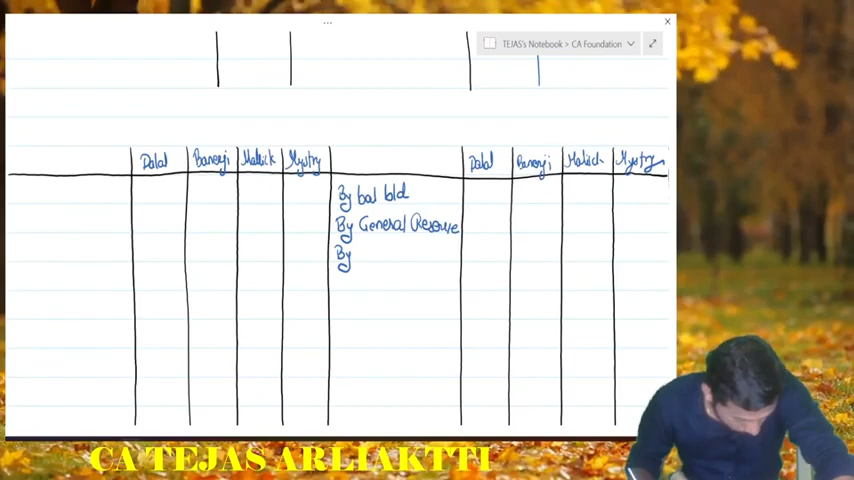 TEJAS's Notebook > CA Foundation
Dalal Banerji Mallick Mystry Dalal Banerji Mallick Mystry
By bal b/d
By General Reserve
By
CA TEJAS ARLIAKTTI